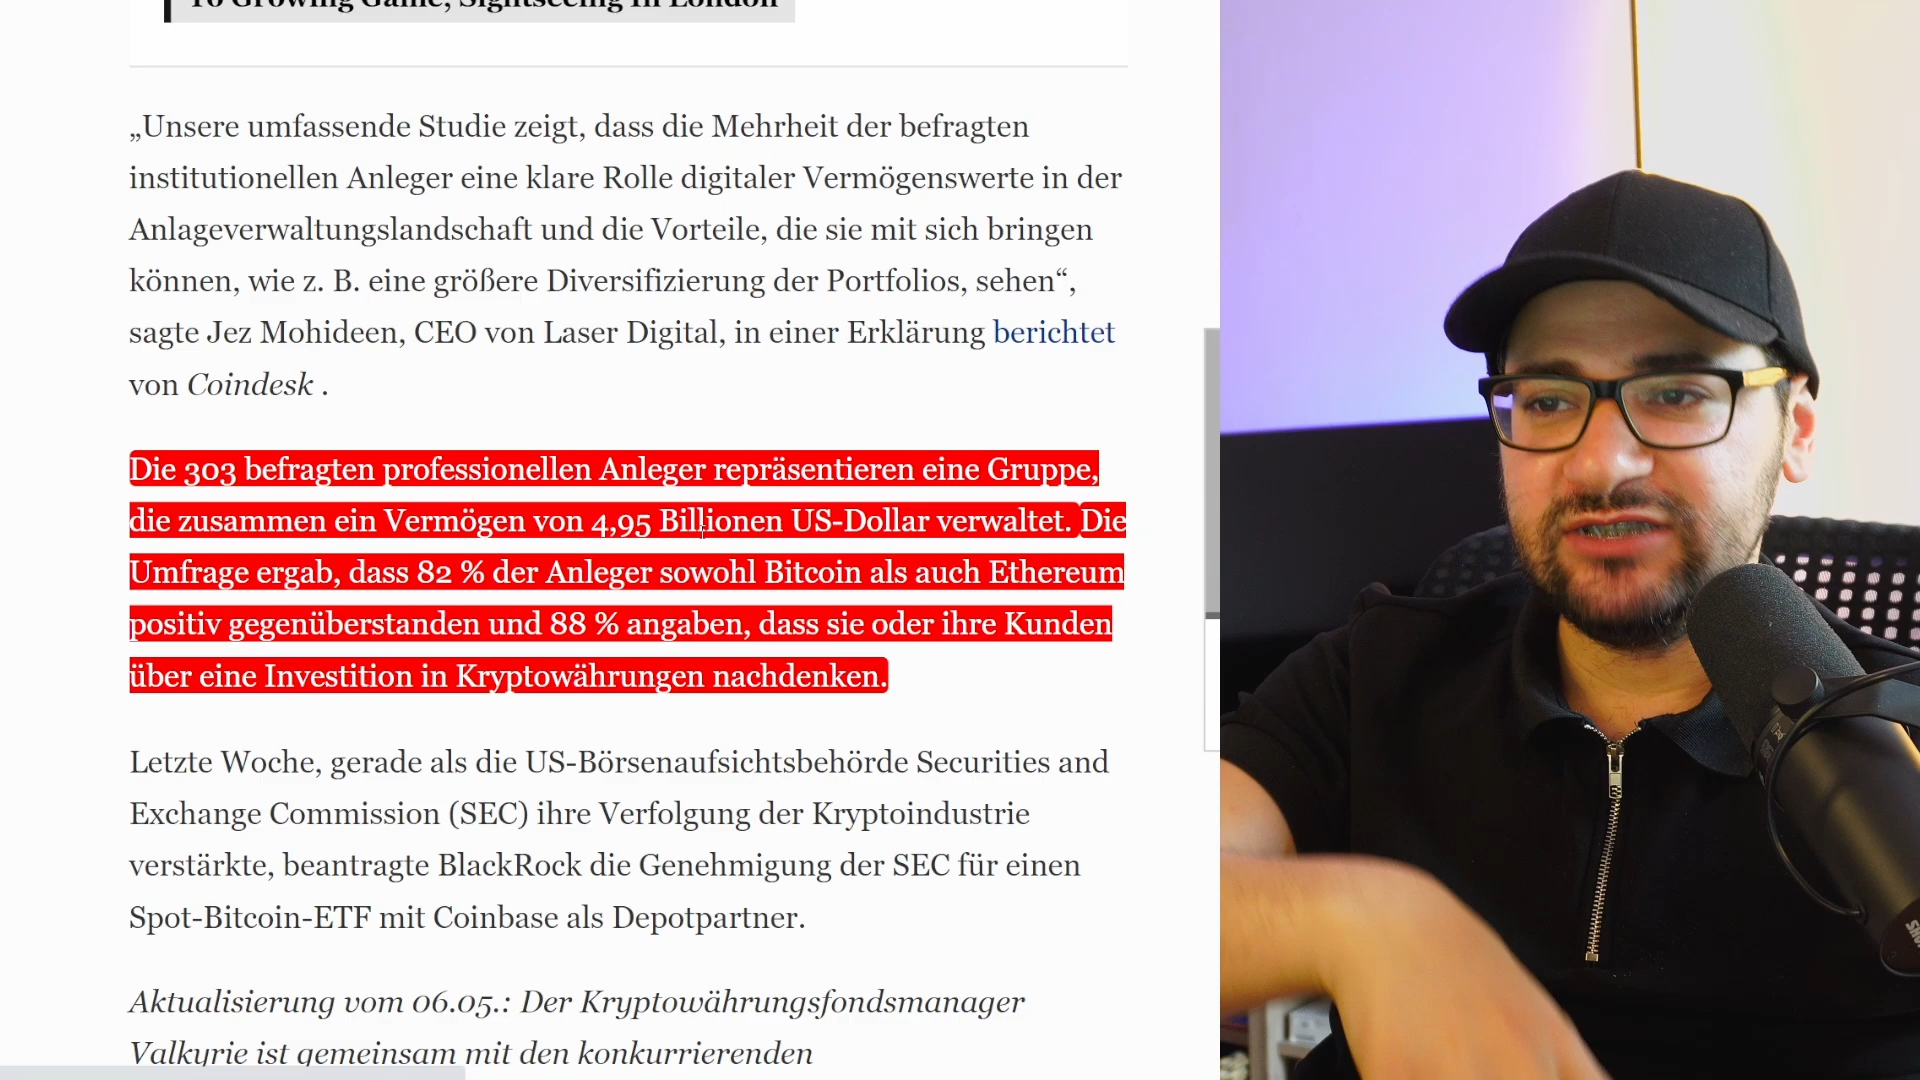 To Growing Game, Sightseeing In London
„Unsere umfassende Studie zeigt, dass die Mehrheit der befragten
institutionellen Anleger eine klare Rolle digitaler Vermögenswerte in der
Anlageverwaltungslandschaft und die Vorteile, die sie mit sich bringen
können, wie z. B. eine größere Diversifizierung der Portfolios, sehen“,
sagte Jez Mohideen, CEO von Laser Digital, in einer Erklärung berichtet
von Coindesk .
Die 303 befragten professionellen Anleger repräsentieren eine Gruppe,
die zusammen ein Vermögen von 4,95 Billionen US-Dollar verwaltet. Die
Umfrage ergab, dass 82 % der Anleger sowohl Bitcoin als auch Ethereum
positiv gegenüberstanden und 88 % angaben, dass sie oder ihre Kunden
über eine Investition in Kryptowährungen nachdenken.
Letzte Woche, gerade als die US-Börsenaufsichtsbehörde Securities and
Exchange Commission (SEC) ihre Verfolgung der Kryptoindustrie
verstärkte, beantragte BlackRock die Genehmigung der SEC für einen
Spot-Bitcoin-ETF mit Coinbase als Depotpartner.
Aktualisierung vom 06.05.: Der Kryptowährungsfondsmanager
Valkyrie ist gemeinsam mit den konkurrierenden